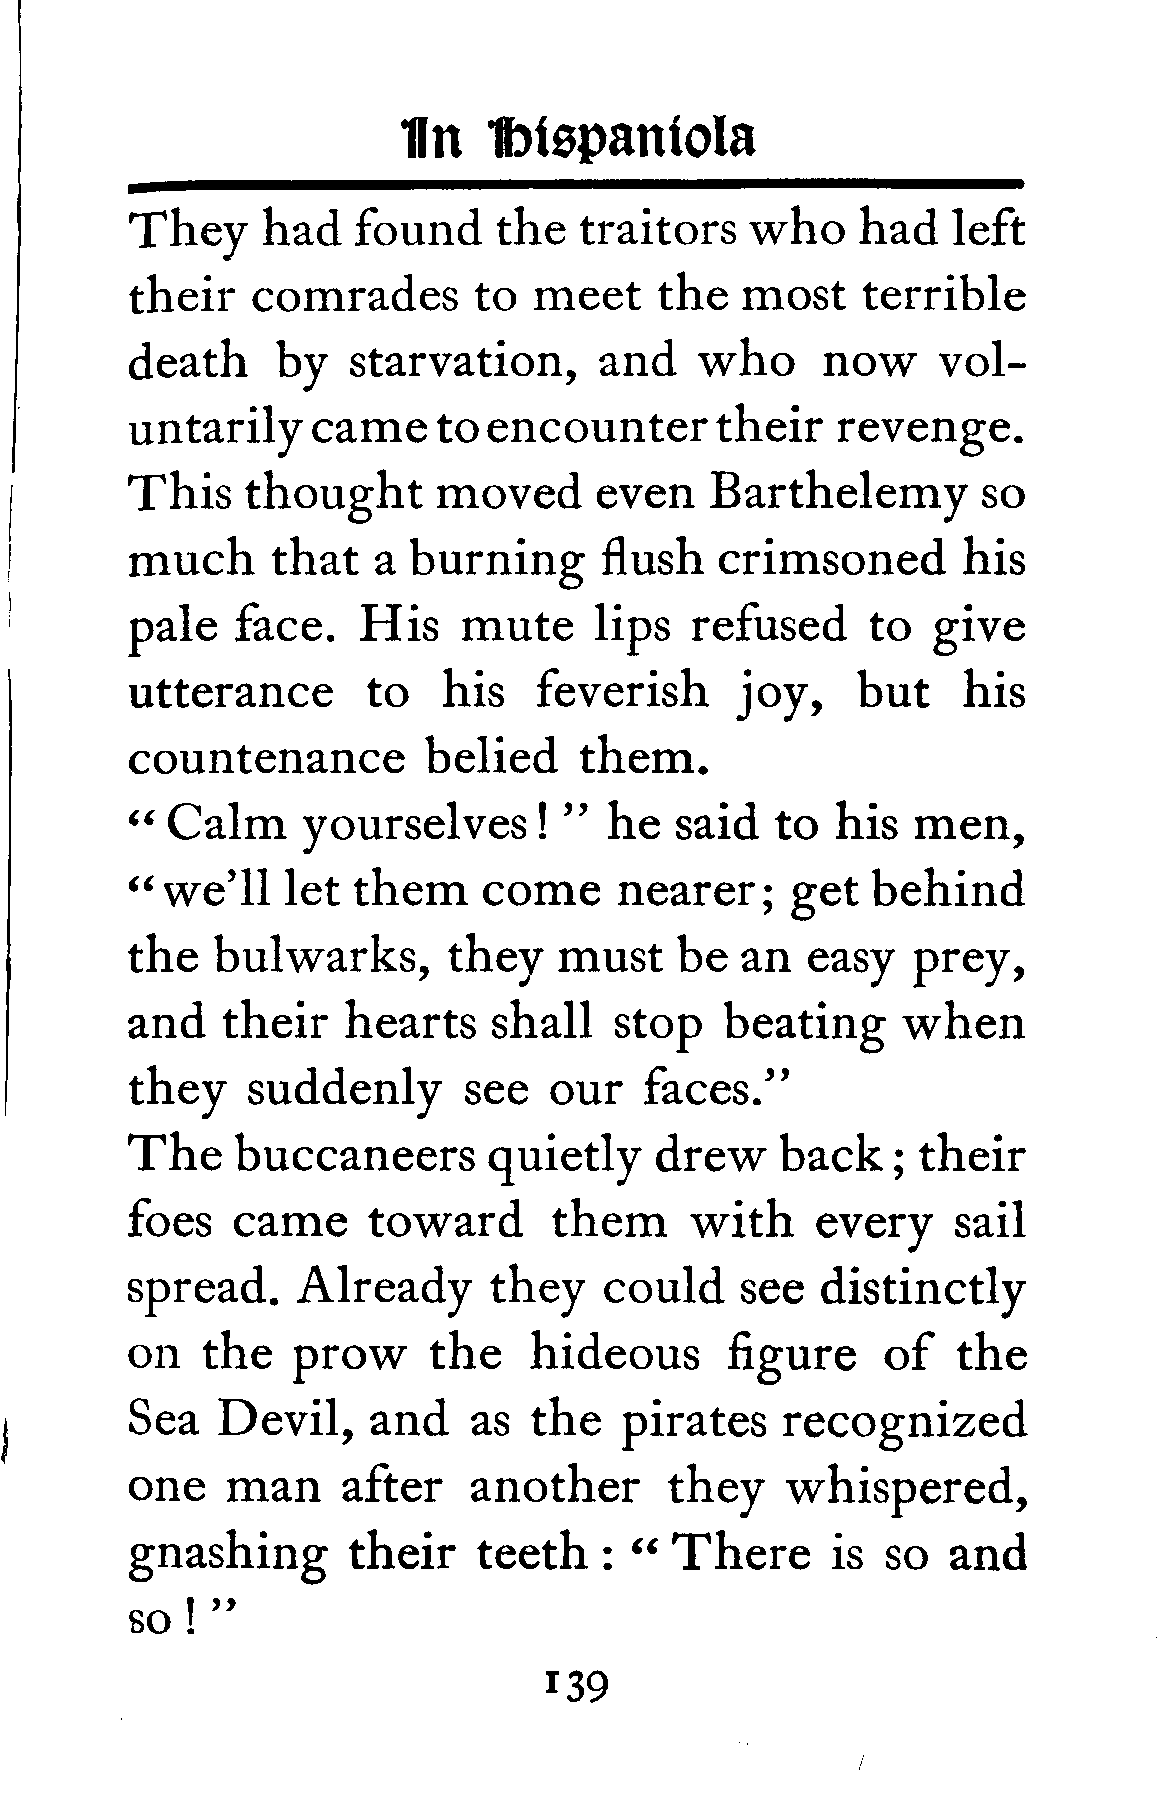 In Hispaniola
They had found the traitors who had left
their comrades to meet the most terrible
death by starvation, and who now vol-
untarily came to encounter their revenge.
This thought moved even Barthelemy so
much that a burning flush crimsoned his
pale face. His mute lips refused to give
utterance to his feverish joy, but his
countenance belied them.
“ Calm yourselves ! ” he said to his men,
“ we’ll let them come nearer ; get behind
the bulwarks, they must be an easy prey,
and their hearts shall stop beating when
they suddenly see our faces.”
The buccaneers quietly drew back ; their
foes came toward them with every sail
spread. Already they could see distinctly
on the prow the hideous figure of the
Sea Devil, and as the pirates recognized
one man after another they whispered,
gnashing their teeth : “ There is so and
so ! ”
139